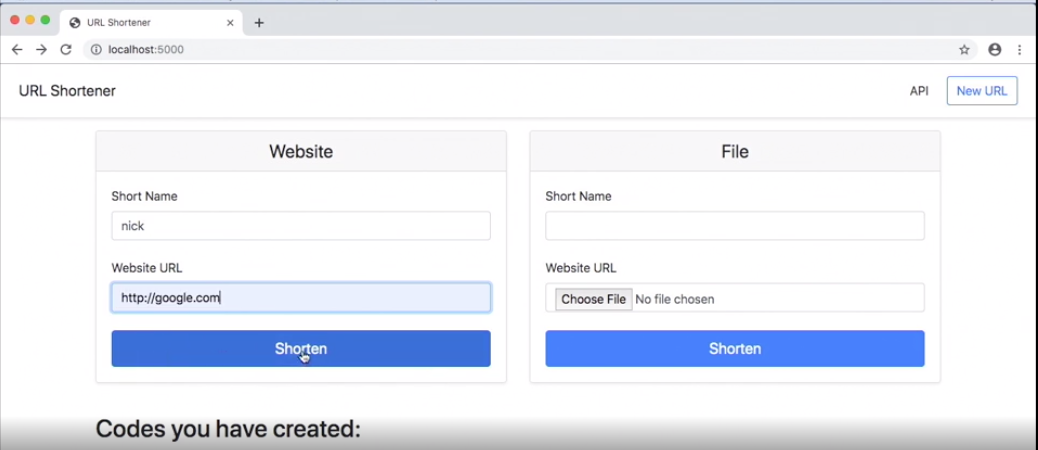 URL Shortener
localhost:5000
URL Shortener
API
New URL
Website
Short Name
nick
Website URL
http://google.com
Shorten
File
Short Name
Website URL
Choose File No file chosen
Shorten
Codes you have created: